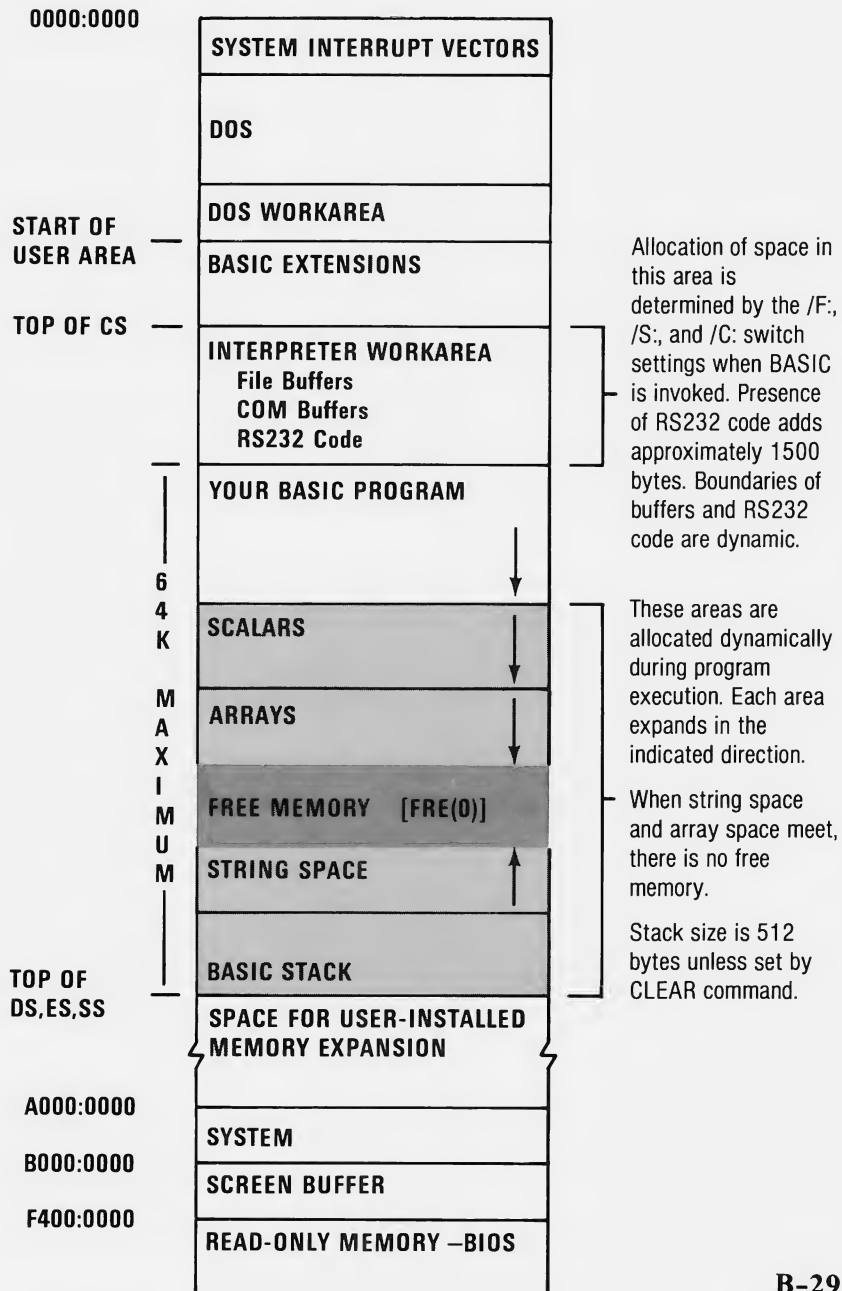 0000:0000
SYSTEM INTERRUPT VECTORS
DOS
DOS WORKAREA
START OF
USER AREA
BASIC EXTENSIONS
TOP OF CS
INTERPRETER WORKAREA
File Buffers
COM Buffers
RS232 Code
Allocation of space in
this area is
determined by the /F:,
/S:, and /C: switch
settings when BASIC
is invoked. Presence
of RS232 code adds
approximately 1500
bytes. Boundaries of
buffers and RS232
code are dynamic.
64K MAXIMUM
YOUR BASIC PROGRAM
SCALARS
ARRAYS
FREE MEMORY [FRE(0)]
STRING SPACE
BASIC STACK
These areas are
allocated dynamically
during program
execution. Each area
expands in the
indicated direction.
When string space
and array space meet,
there is no free
memory.
Stack size is 512
bytes unless set by
CLEAR command.
TOP OF
DS,ES,SS
SPACE FOR USER-INSTALLED
MEMORY EXPANSION
A000:0000
SYSTEM
B000:0000
SCREEN BUFFER
F400:0000
READ-ONLY MEMORY –BIOS
B-29